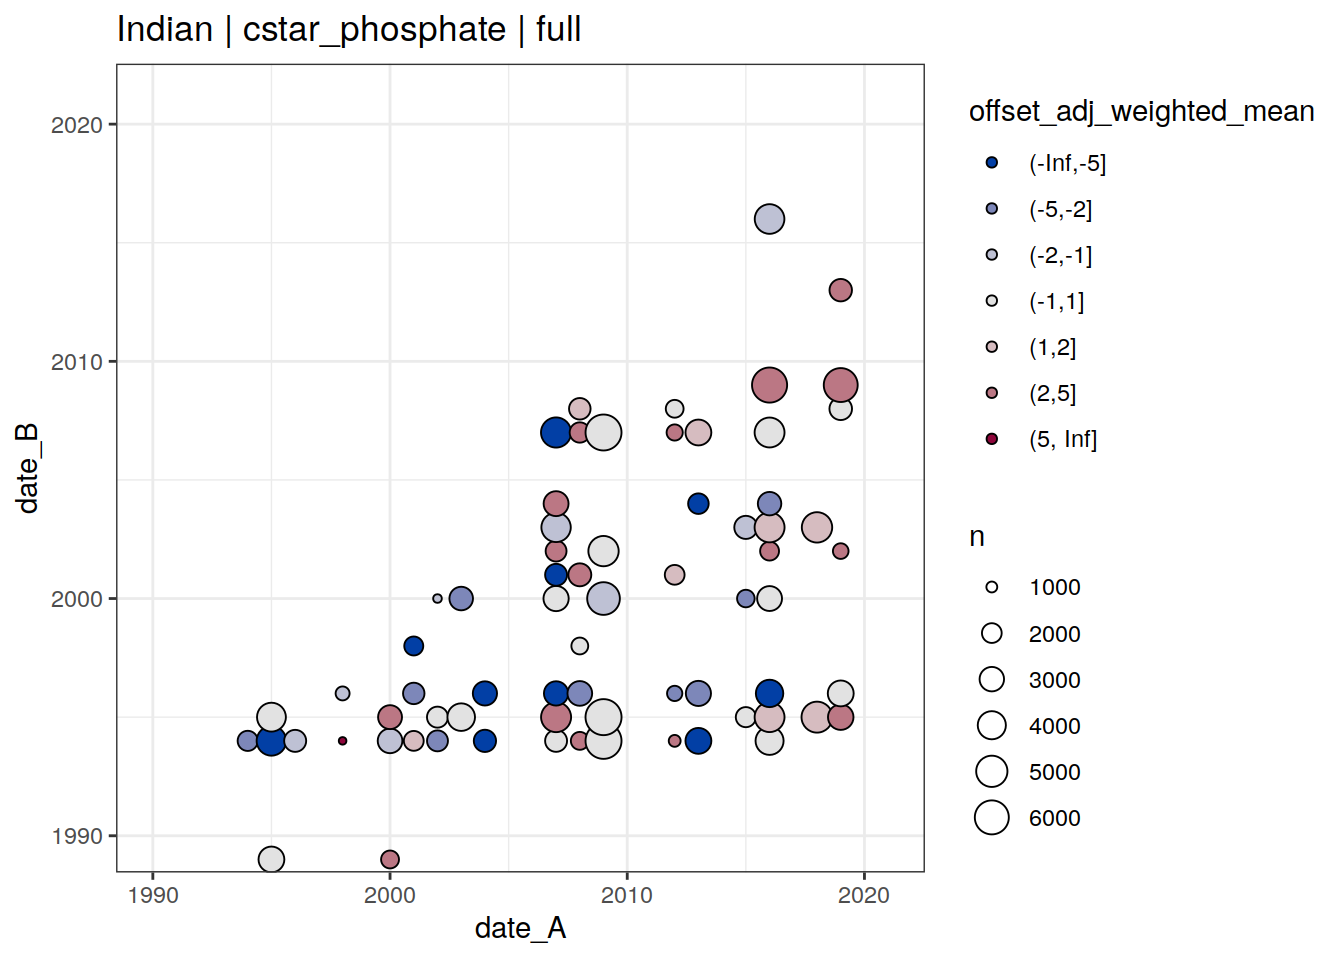 Indian | cstar_phosphate | full
2020
2010
2000
1990
date_B
1990
2000
2010
2020
date_A
offset_adj_weighted_mean
(-Inf,-5]
(-5,-2]
(-2,-1]
(-1,1]
(1,2]
(2,5]
(5, Inf]
n
1000
2000
3000
4000
5000
6000